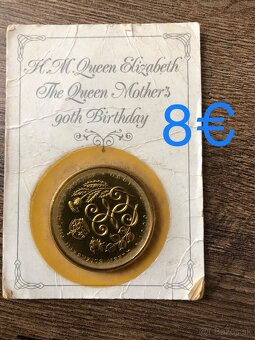 H.M. Queen Elizabeth
The Queen Mother's
90th Birthday
8€